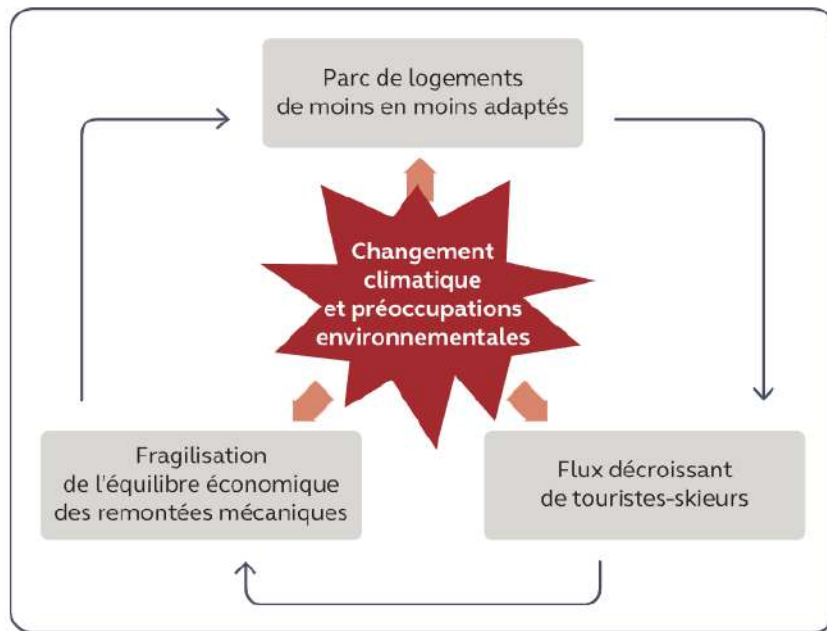 Parc de logements
de moins en moins adaptés
Changement
climatique
et préoccupations
environnementales
Fragilisation
de l'équilibre économique
des remontées mécaniques
Flux décroissant
de touristes-skieurs